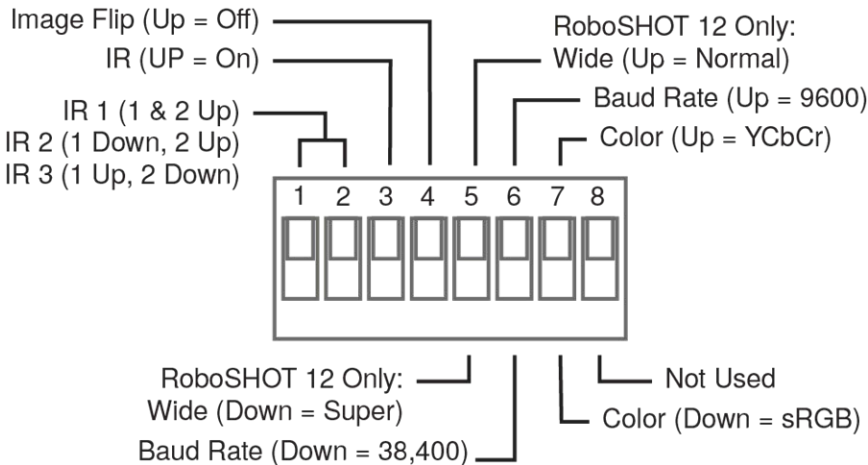 Image Flip (Up = Off)
IR (UP = On)
IR 1 (1 & 2 Up)
IR 2 (1 Down, 2 Up)
IR 3 (1 Up, 2 Down)
RoboSHOT 12 Only:
Wide (Up = Normal)
Baud Rate (Up = 9600)
Color (Up = YCbCr)
1 2 3 4 5 6 7 8
RoboSHOT 12 Only:
Wide (Down = Super)
Baud Rate (Down = 38,400)
Not Used
Color (Down = sRGB)